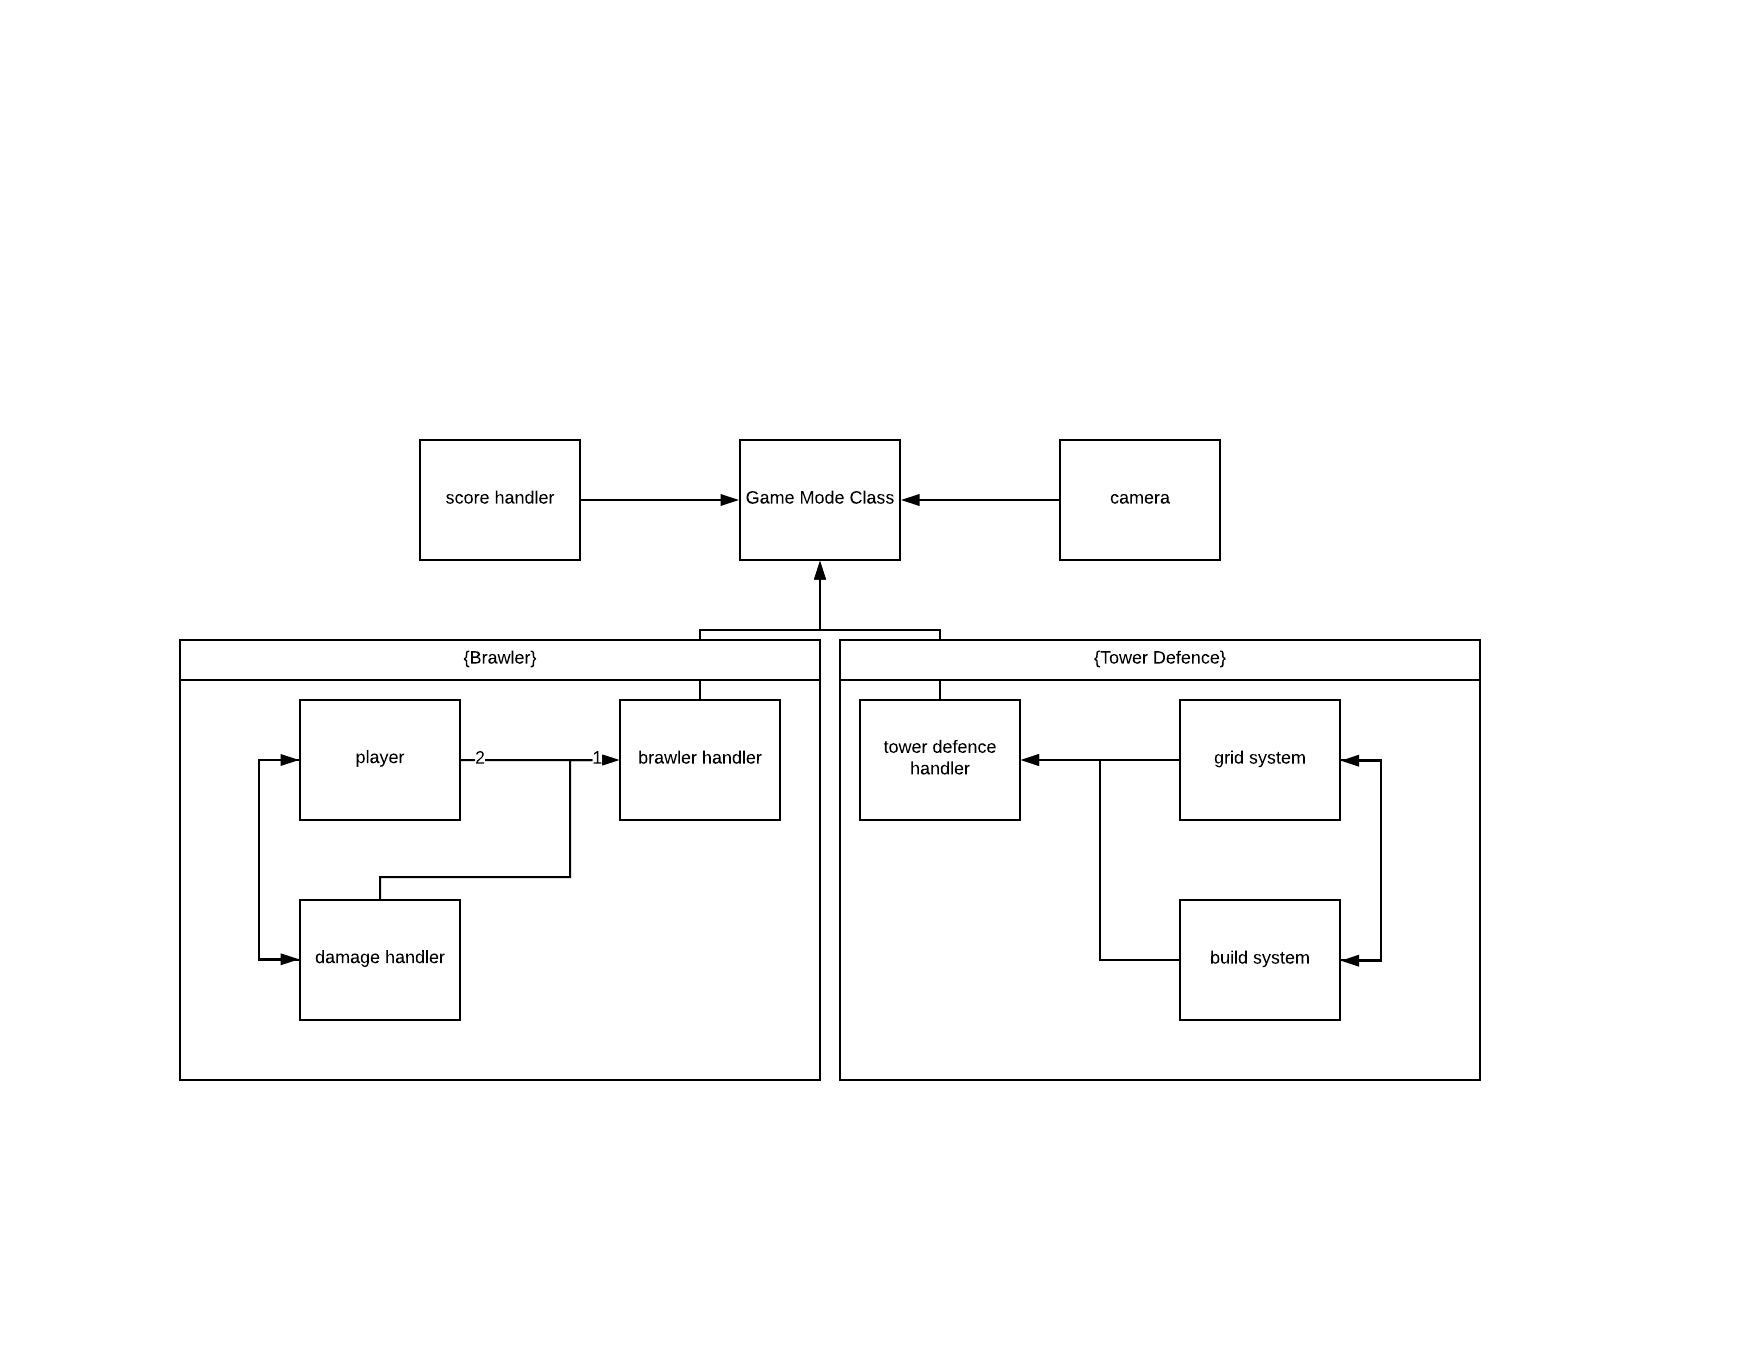 score handler
Game Mode Class
camera
{Brawler}
player
2
1
brawler handler
damage handler
{Tower Defence}
tower defence
handler
grid system
build system